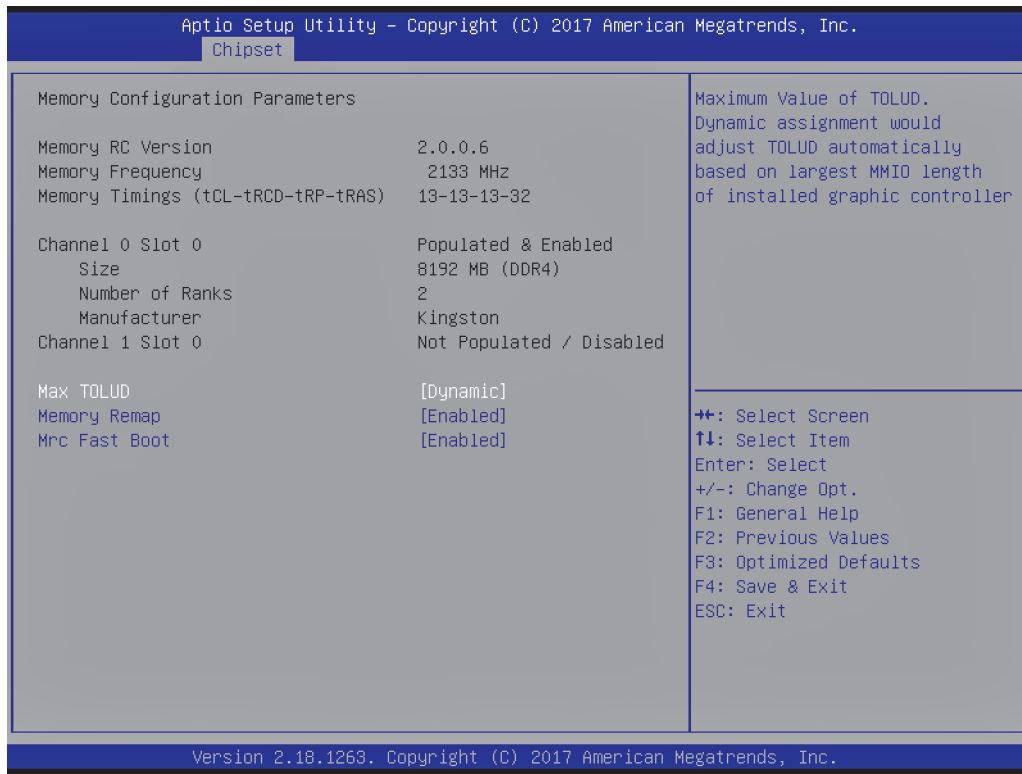 Aptio Setup Utility – Copyright (C) 2017 American Megatrends, Inc.
Chipset
Memory Configuration Parameters
Memory RC Version 2.0.0.6
Memory Frequency 2133 MHz
Memory Timings (tCL-tRCD-tRP-tRAS) 13-13-13-32
Channel 0 Slot 0 Populated & Enabled
Size 8192 MB (DDR4)
Number of Ranks 2
Manufacturer Kingston
Channel 1 Slot 0 Not Populated / Disabled
Max TOLUD [Dynamic]
Memory Remap [Enabled]
Mrc Fast Boot [Enabled]
Maximum Value of TOLUD.
Dynamic assignment would
adjust TOLUD automatically
based on largest MMIO length
of installed graphic controller
→←: Select Screen
↑↓: Select Item
Enter: Select
+/-: Change Opt.
F1: General Help
F2: Previous Values
F3: Optimized Defaults
F4: Save & Exit
ESC: Exit
Version 2.18.1263. Copyright (C) 2017 American Megatrends, Inc.